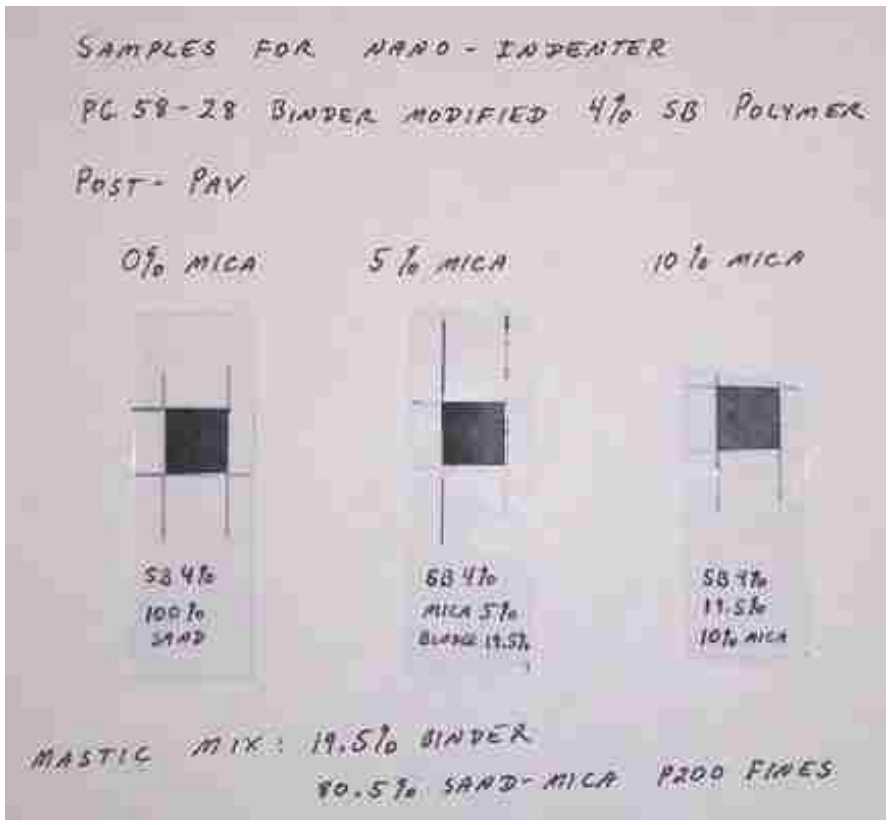 SAMPLES FOR NANO-INDENTER
PG 58-28 BINDER MODIFIED 4% SB POLYMER
POST-PAV
0% MICA 5% MICA 10% MICA
SB 4%
100%
SAND
SB 4%
MICA 5%
BINDER 19.5%
SB 4%
19.5%
10% MICA
MASTIC MIX: 19.5% BINDER
80.5% SAND-MICA P200 FINES